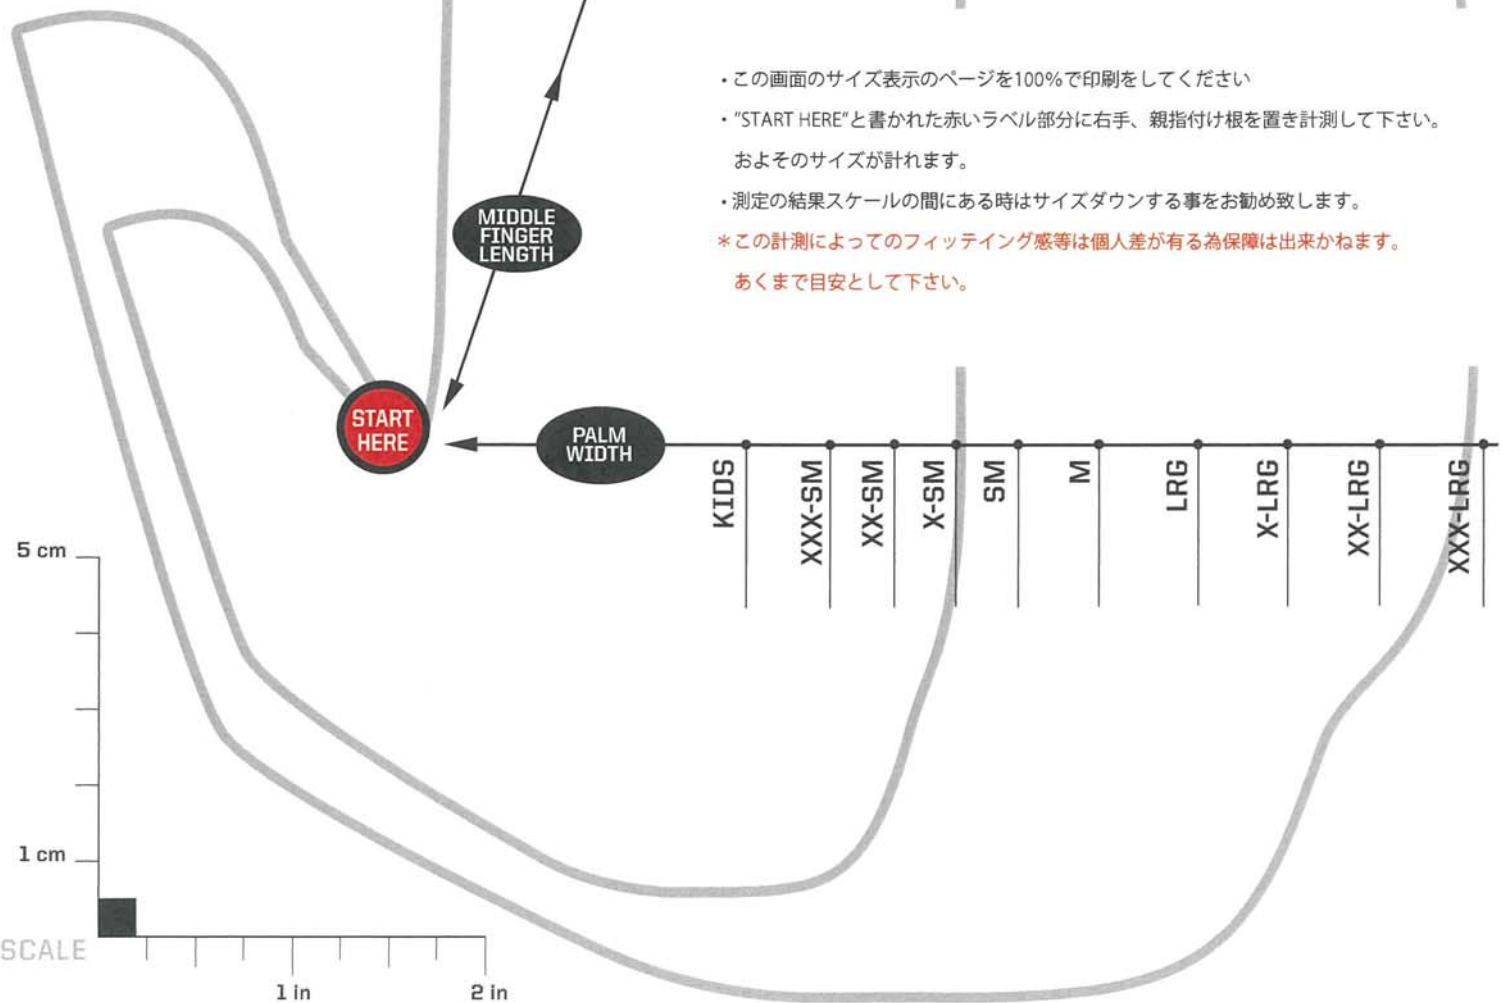 ・この画面のサイズ表示のページを100%で印刷をしてください
・"START HERE"と書かれた赤いラベル部分に右手、親指付け根を置き計測して下さい。
およそのサイズが計れます。
・測定の結果スケールの間にある時はサイズダウンする事をお勧め致します。
＊この計測によってのフィッテイング感等は個人差が有る為保障は出来かねます。
あくまで目安として下さい。
MIDDLE
FINGER
LENGTH
START
HERE
PALM
WIDTH
KIDS
XXX-SM
XX-SM
X-SM
SM
M
LRG
X-LRG
XX-LRG
XXX-LRG
5 cm
1 cm
SCALE
1 in
2 in